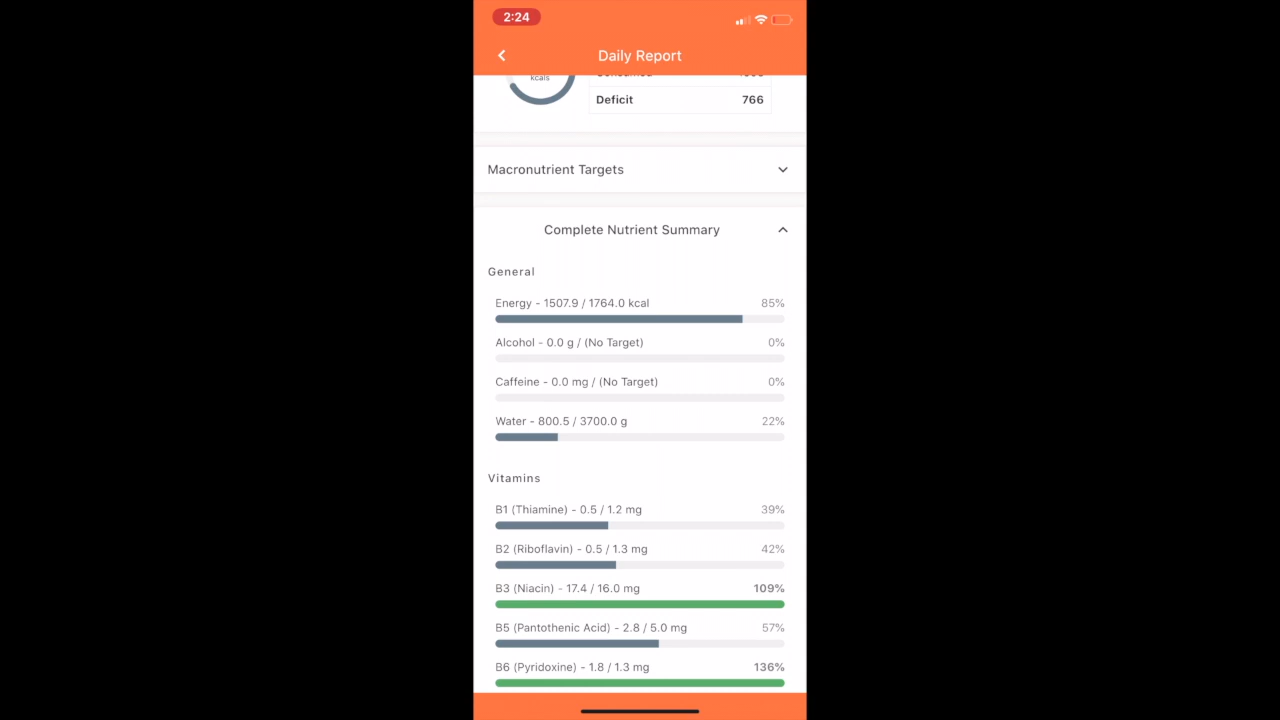 2:24
Daily Report
kcals
Deficit 766
Macronutrient Targets
Complete Nutrient Summary
General
Energy - 1507.9 / 1764.0 kcal 85%
Alcohol - 0.0 g / (No Target) 0%
Caffeine - 0.0 mg / (No Target) 0%
Water - 800.5 / 3700.0 g 22%
Vitamins
B1 (Thiamine) - 0.5 / 1.2 mg 39%
B2 (Riboflavin) - 0.5 / 1.3 mg 42%
B3 (Niacin) - 17.4 / 16.0 mg 109%
B5 (Pantothenic Acid) - 2.8 / 5.0 mg 57%
B6 (Pyridoxine) - 1.8 / 1.3 mg 136%